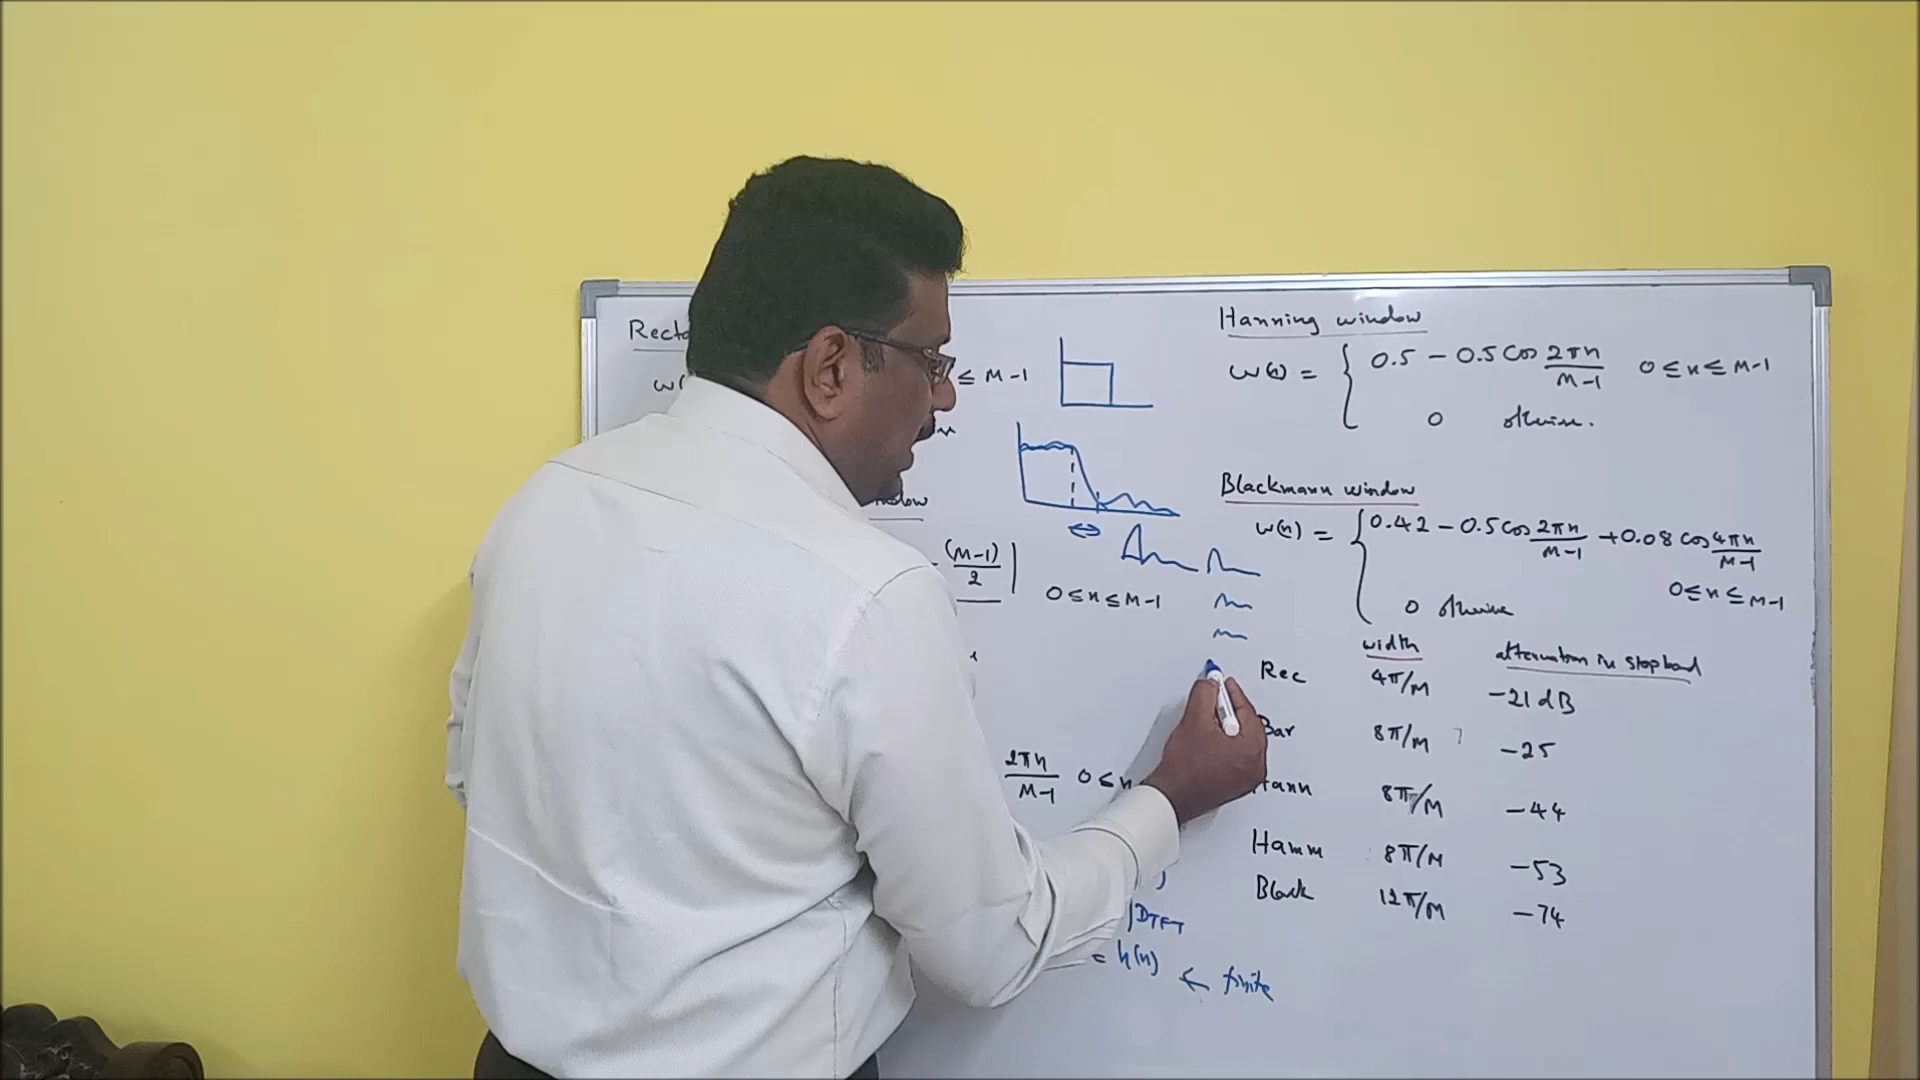 ≤ M-1
(M-1)/2 |
0 ≤ n ≤ M-1
2πn/M-1 0 ≤ n
DTFT
= h(n) ← finite
Hanning window
w(n) = { 0.5 - 0.5 cos 2πn/M-1 0 ≤ n ≤ M-1
0 otherwise.
Blackmann window
w(n) = { 0.42 - 0.5 cos 2πn/M-1 + 0.08 cos 4πn/M-1
0 ≤ n ≤ M-1
0 otherwise
width attenuation in stopband
Rec 4π/M -21 dB
Bar 8π/M -25
Hann 8π/M -44
Hamm 8π/M -53
Black 12π/M -74